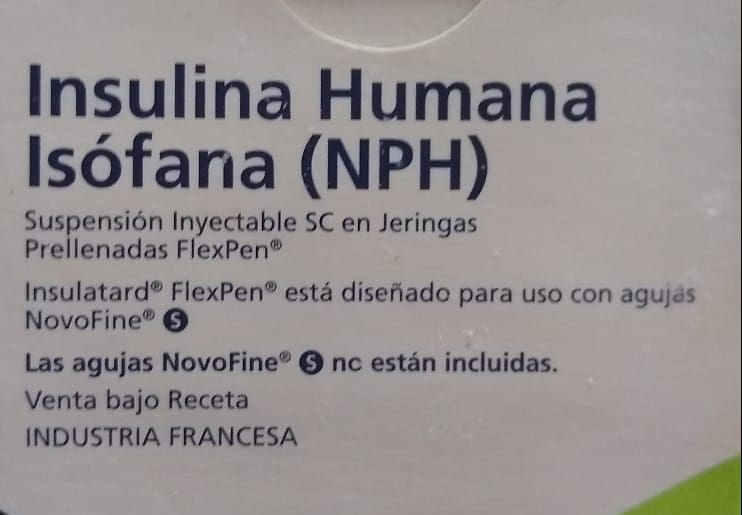 Insulina Humana
Isófana (NPH)
Suspensión Inyectable SC en Jeringas
Prellenadas FlexPen®
Insulatard® FlexPen® está diseñado para uso con agujas
NovoFine® S
Las agujas NovoFine® S no están incluidas.
Venta bajo Receta
INDUSTRIA FRANCESA